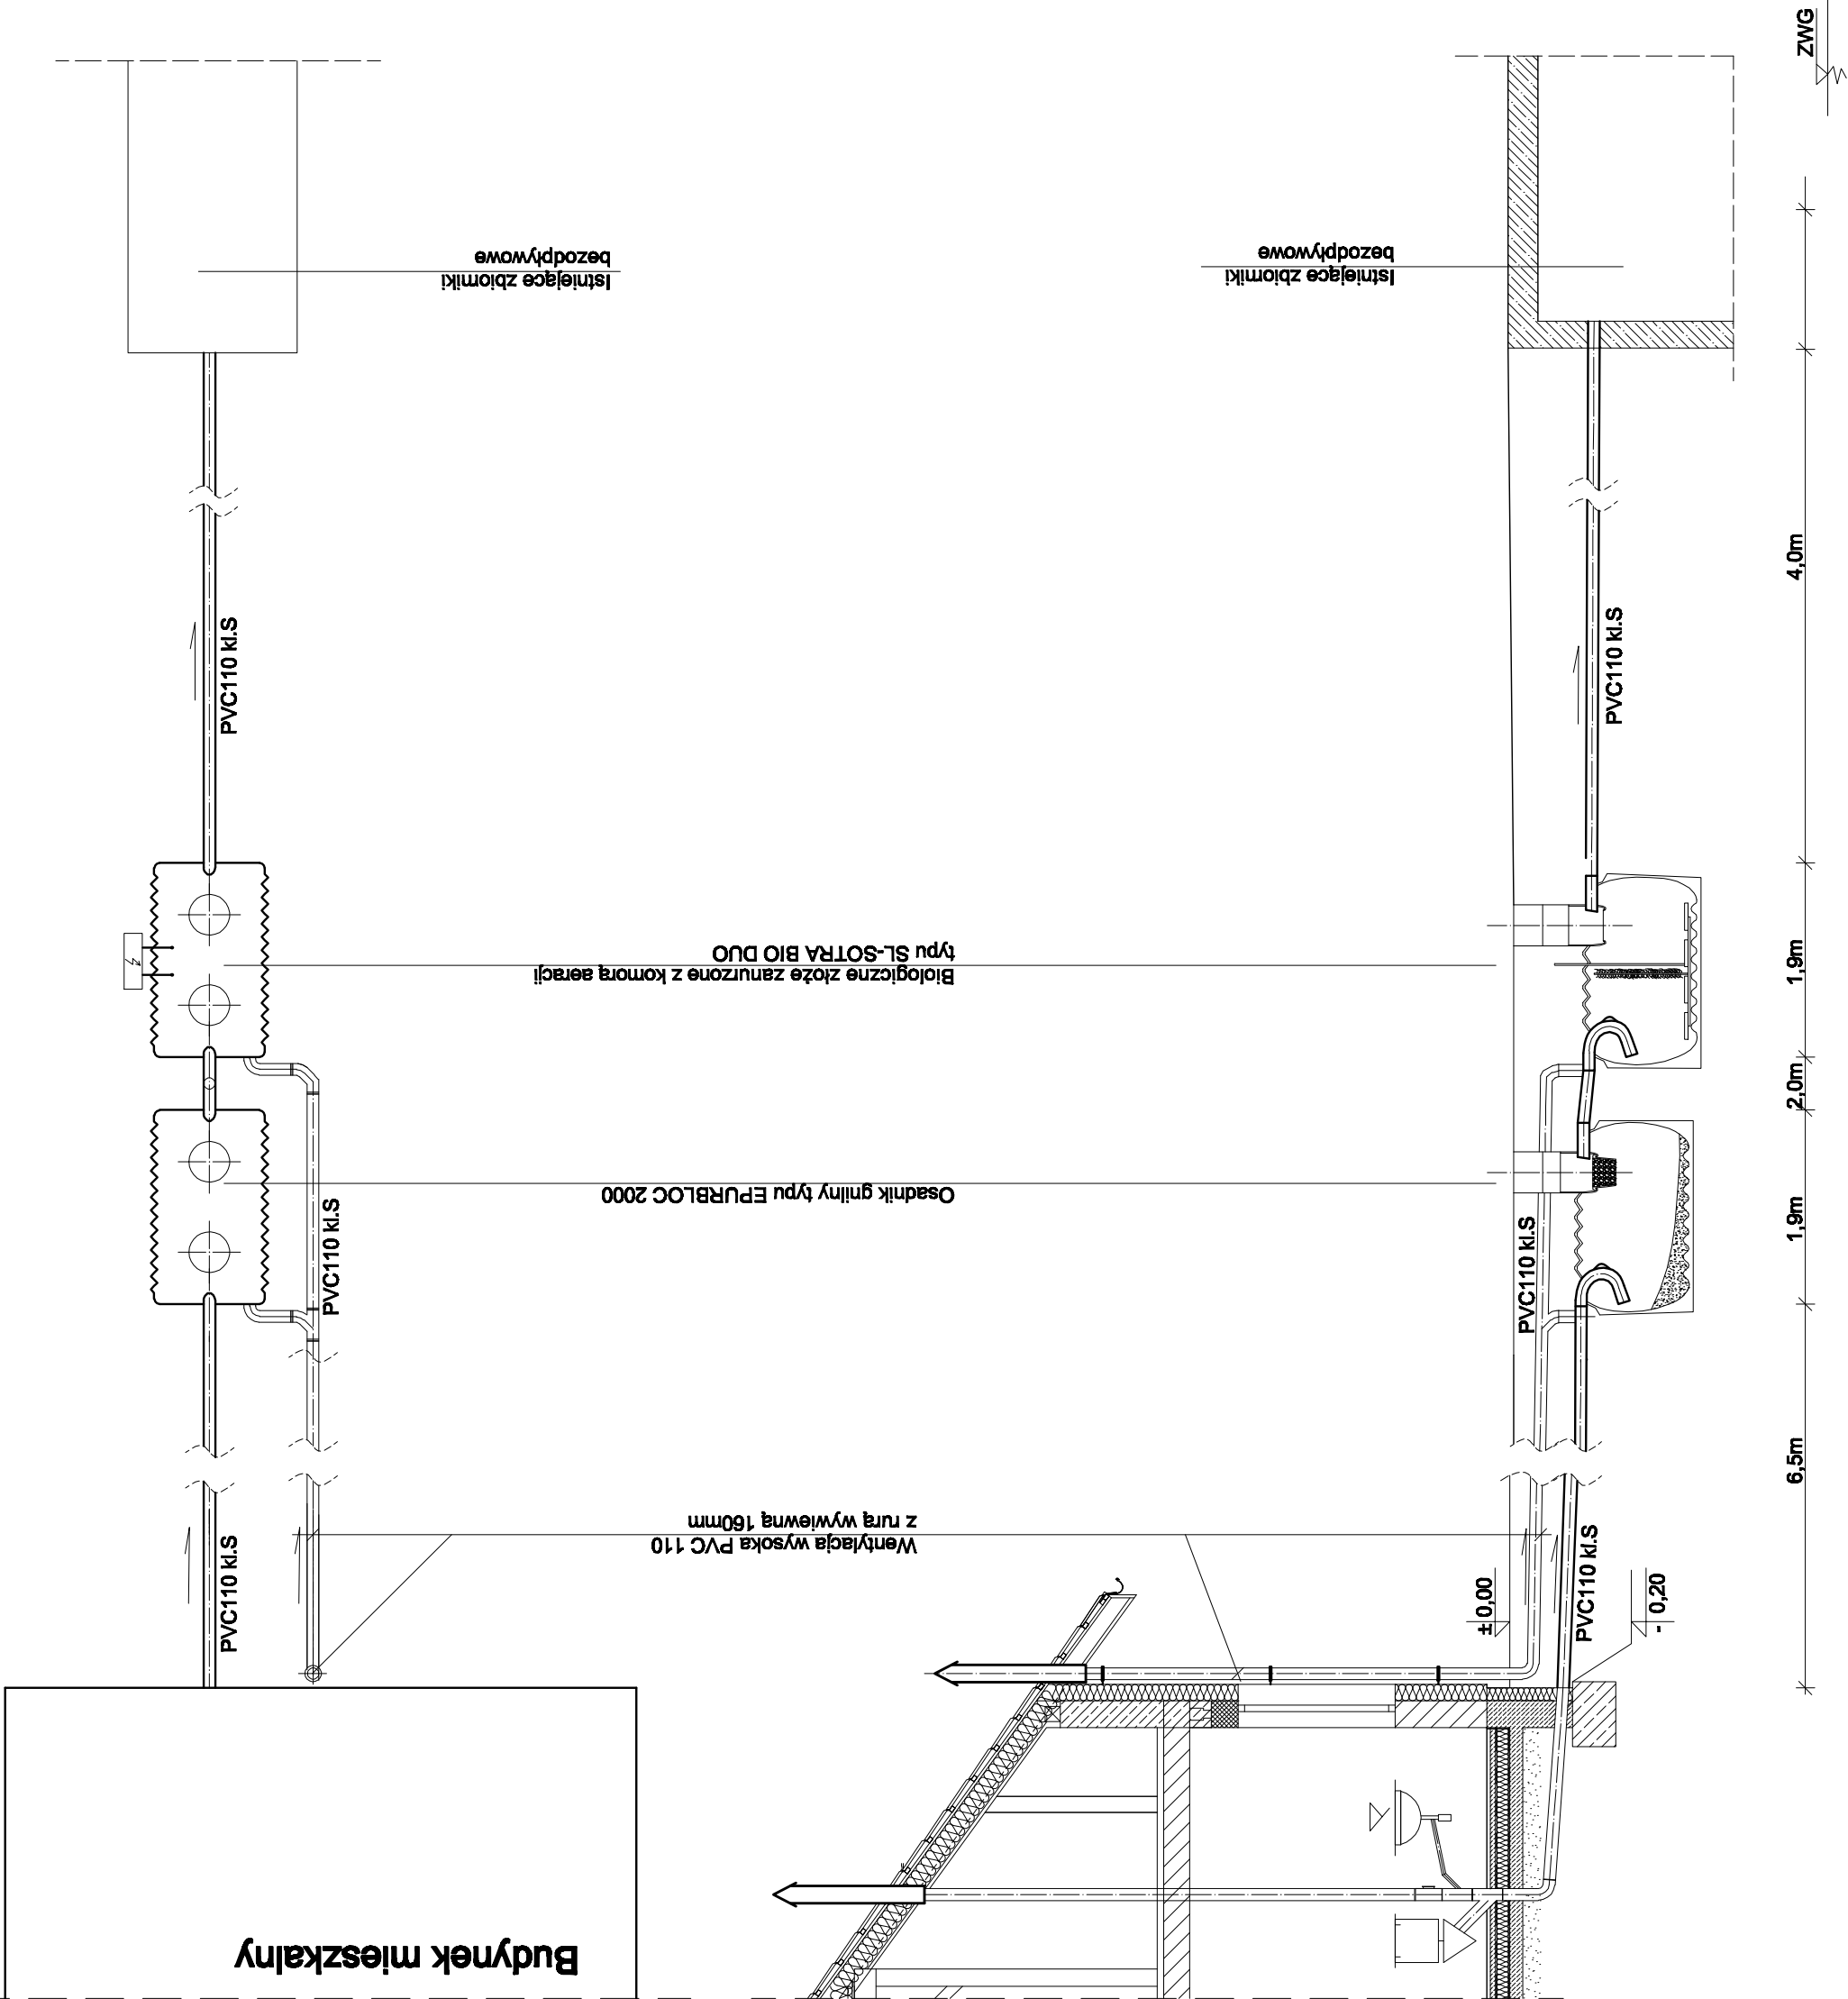 ZWG
Istniejące zbiorniki
bezodpływowe
Istniejące zbiorniki
bezodpływowe
4,0m
PVC110 kl.S
PVC110 kl.S
Biologiczne złoże zanurzone z komorą aeracji
typu SL-SOTRA BIO DUO
1,9m
2,0m
Osadnik gnilny typu EPURBLOC 2000
1,9m
PVC110 kl.S
PVC110 kl.S
6,5m
Wentylacja wysoka PVC 110
z rurą wywiewną 160mm
PVC110 kl.S
PVC110 kl.S
± 0,00
- 0,20
Budynek mieszkalny